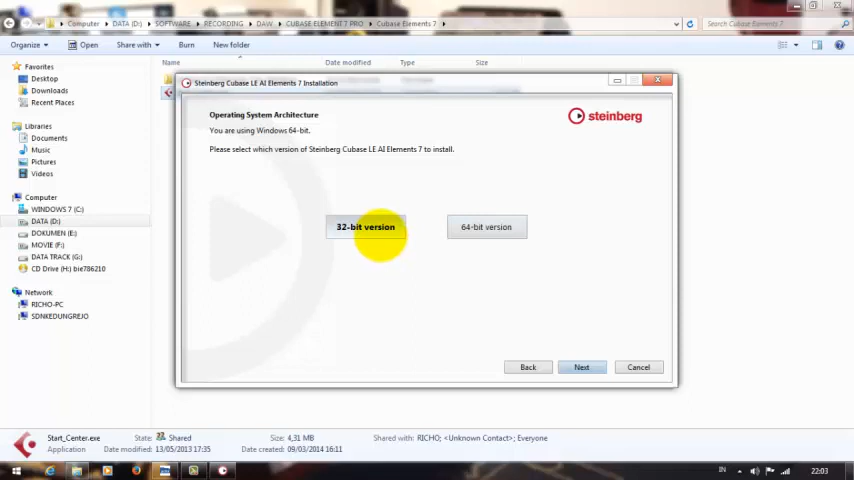 Computer ▸ DATA (D:) ▸ SOFTWARE ▸ RECORDING ▸ DAW ▸ CUBASE ELEMENT 7 PRO ▸ Cubase Elements 7 ▸
Search Cubase Elements 7
Organize Open Share with Burn New folder
Name Date modified Type Size
Favorites
Desktop
Downloads
Recent Places
Libraries
Documents
Music
Pictures
Videos
Computer
WINDOWS 7 (C:)
DATA (D:)
DOKUMEN (E:)
MOVIE (F:)
DATA TRACK (G:)
CD Drive (H:) bie786210
Network
RICHO-PC
SDNKEDUNGREJO
Steinberg Cubase LE AI Elements 7 Installation
Operating System Architecture
steinberg
You are using Windows 64-bit.
Please select which version of Steinberg Cubase LE AI Elements 7 to install.
32-bit version 64-bit version
Back Next Cancel
Start_Center.exe State: Shared Size: 4,31 MB Shared with: RICHO; <Unknown Contact>; Everyone
Application Date modified: 13/05/2013 17:35 Date created: 09/03/2014 16:11
IN 22:03